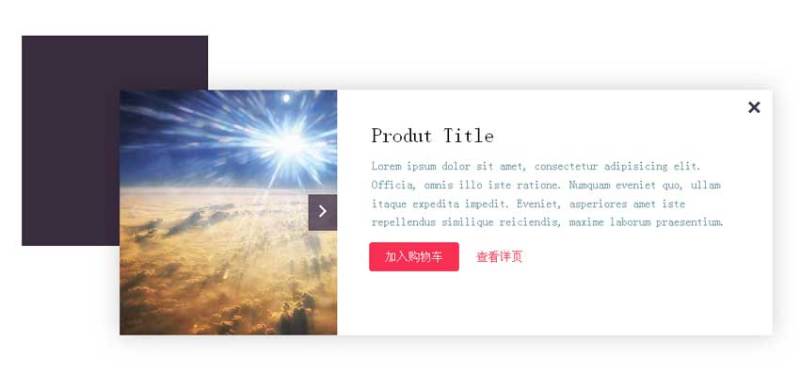 Produt Title
Lorem ipsum dolor sit amet, consectetur adipisicing elit.
Officia, omnis illo iste ratione. Numquam eveniet quo, ullam
itaque expedita impedit. Eveniet, asperiores amet iste
repellendus similique reiciendis, maxime laborum praesentium.
加入购物车 查看详页